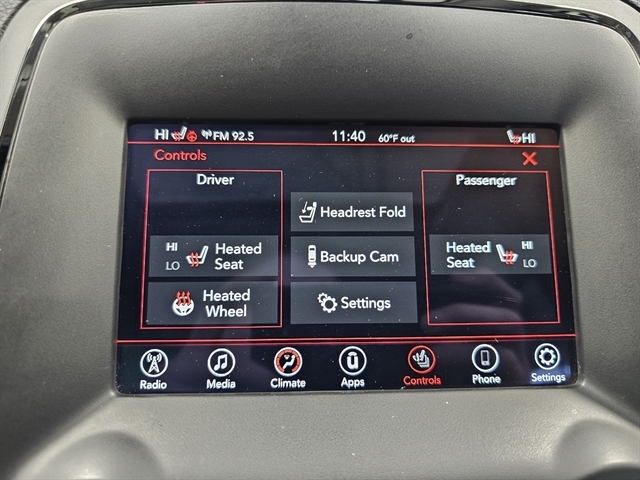 HI FM 92.5 11:40 60°F out HI
Controls
Driver
Passenger
Headrest Fold
HI
LO
Heated
Seat
Backup Cam
Heated
Seat
HI
LO
Heated
Wheel
Settings
Radio Media Climate Apps Controls Phone Settings